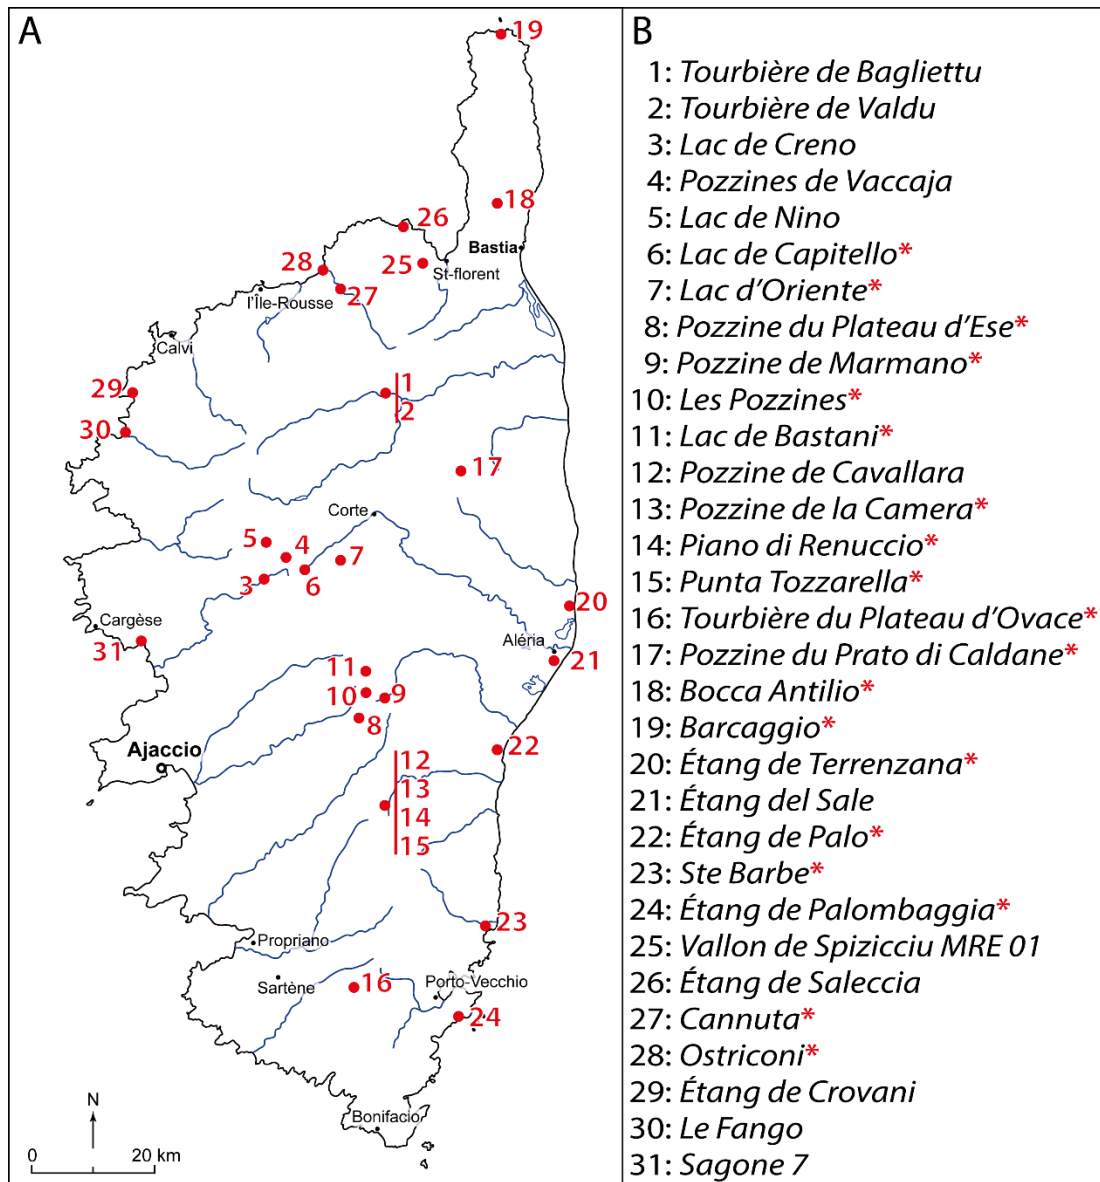 A
19
18
26
Bastia
28
25
St-florent
27
l'Île-Rousse
Calvi
29
1
2
30
17
Corte
5
4
7
3
6
20
Cargèse
31
Aléria
21
11
10
9
8
Ajaccio
22
12
13
14
15
23
Propriano
Sartène
16
Porto-Vecchio
24
N
Bonifacio
0
20 km
B
1: Tourbière de Bagliettu
2: Tourbière de Valdu
3: Lac de Creno
4: Pozzines de Vaccaja
5: Lac de Nino
6: Lac de Capitello*
7: Lac d'Oriente*
8: Pozzine du Plateau d'Ese*
9: Pozzine de Marmano*
10: Les Pozzines*
11: Lac de Bastani*
12: Pozzine de Cavallara
13: Pozzine de la Camera*
14: Piano di Renuccio*
15: Punta Tozzarella*
16: Tourbière du Plateau d'Ovace*
17: Pozzine du Prato di Caldane*
18: Bocca Antilio*
19: Barcaggio*
20: Étang de Terrenzana*
21: Étang del Sale
22: Étang de Palo*
23: Ste Barbe*
24: Étang de Palombaggia*
25: Vallon de Spizicciu MRE 01
26: Étang de Saleccia
27: Cannuta*
28: Ostriconi*
29: Étang de Crovani
30: Le Fango
31: Sagone 7